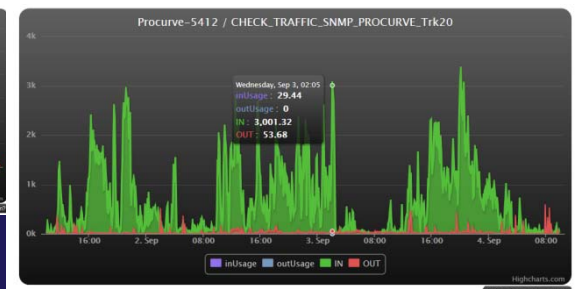 Procurve-5412 / CHECK_TRAFFIC_SNMP_PROCURVE_Trk20
4k
3k
2k
1k
0k
Wednesday, Sep 3, 02:05
inUsage : 29.44
outUsage : 0
IN : 3,001.32
OUT : 53.68
16:00 2. Sep 08:00 16:00 3. Sep 08:00 16:00 4. Sep 08:00
inUsage outUsage IN OUT
Highcharts.com